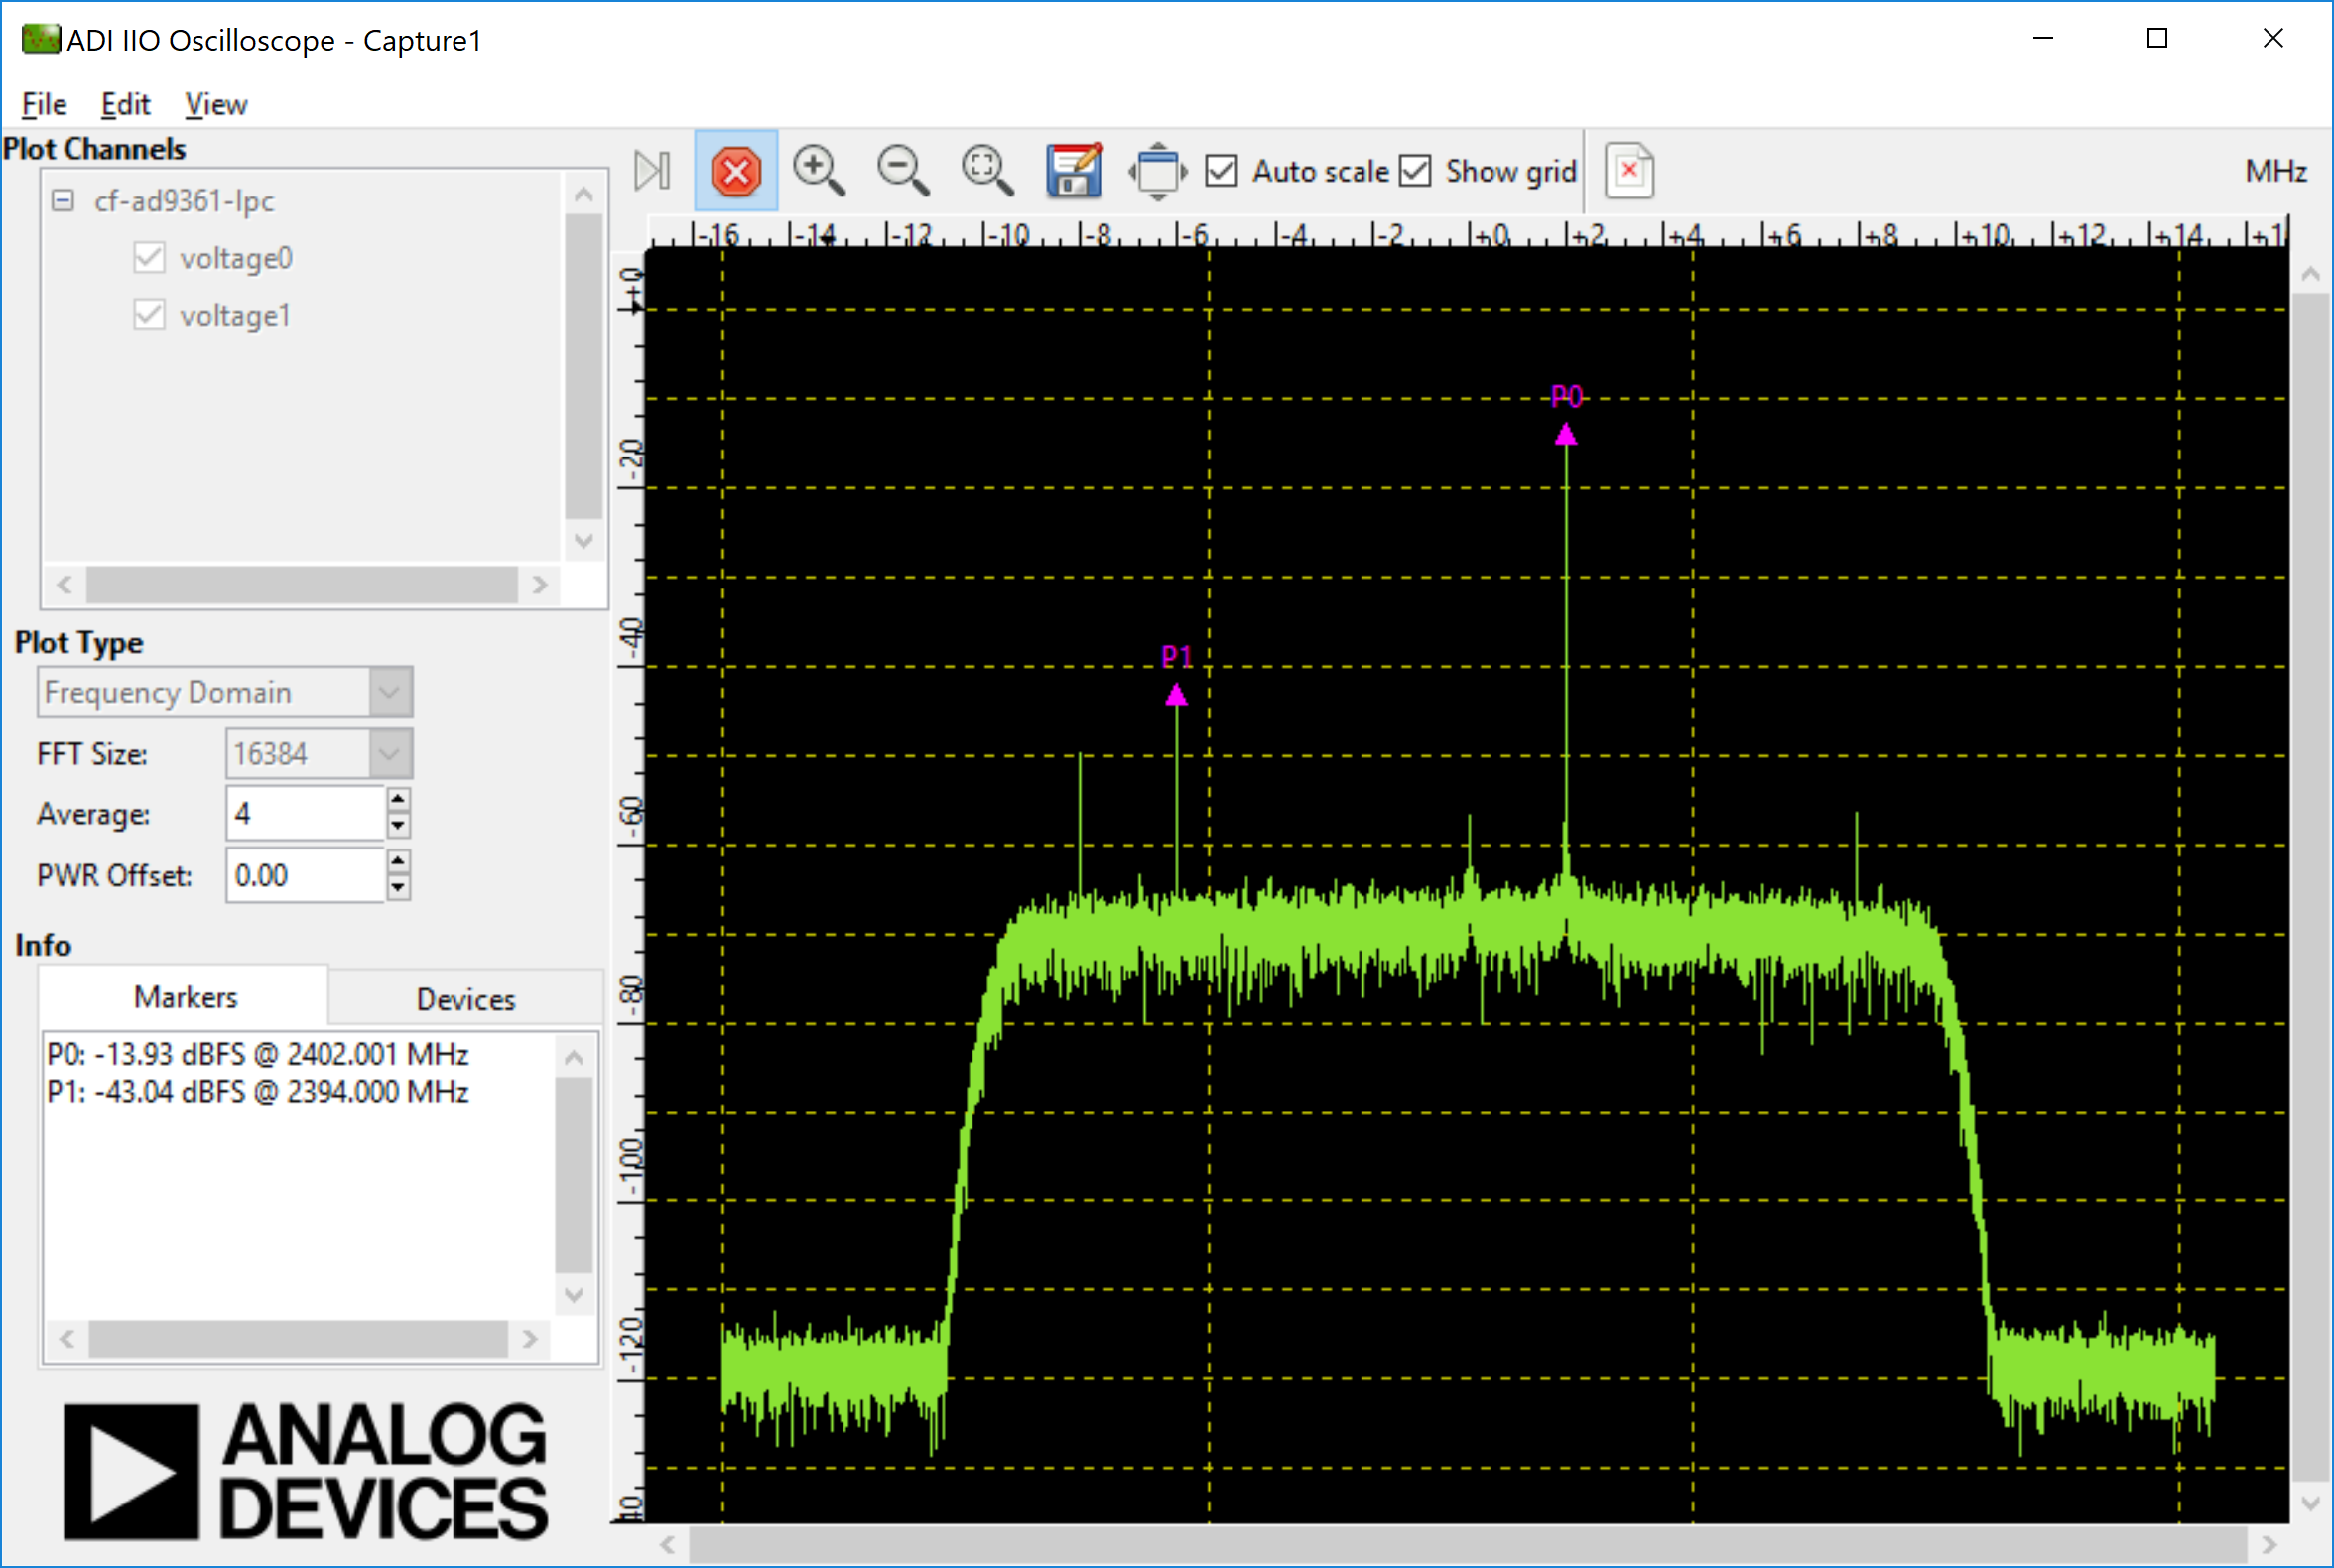 ADI IIO Oscilloscope - Capture1
File Edit View
Plot Channels
cf-ad9361-lpc
voltage0
voltage1
Plot Type
Frequency Domain
FFT Size: 16384
Average: 4
PWR Offset: 0.00
Info
Markers Devices
P0: -13.93 dBFS @ 2402.001 MHz
P1: -43.04 dBFS @ 2394.000 MHz
ANALOG
DEVICES
Auto scale Show grid MHz
-16 -14 -12 -10 -8 -6 -4 -2 +0 +2 +4 +6 +8 +10 +12 +14
+0
-20
-40
-60
-80
-100
-120
P0
P1